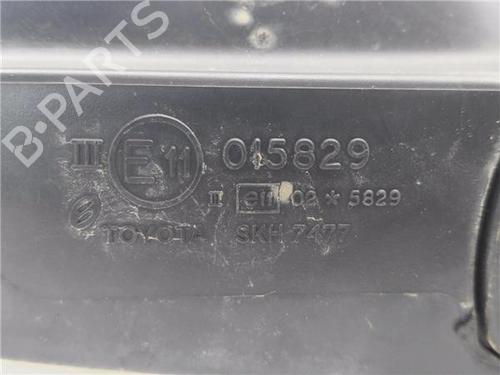 B-PARTS
III E11 015829
II e11 02*5829
TOYOTA SKH 7477